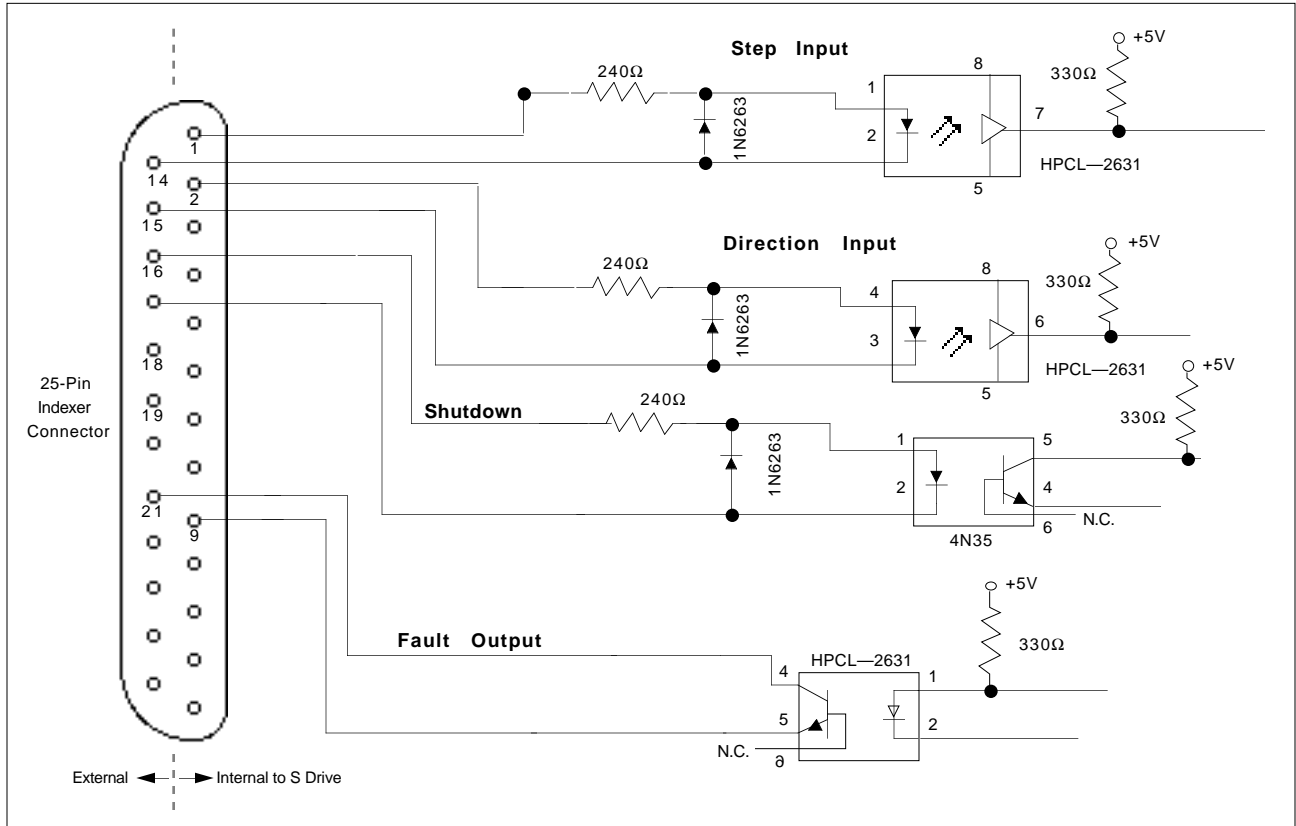 Step Input
+5V
240Ω
8
330Ω
1
1N6263
7
2
1
HPCL—2631
14
5
2
15
Direction Input
+5V
16
240Ω
8
330Ω
4
1N6263
6
3
18
HPCL—2631
5
+5V
25-Pin
Indexer
Connector
19
Shutdown
240Ω
330Ω
1
5
1N6263
2
4
21
N.C.
6
9
4N35
+5V
Fault Output
330Ω
HPCL—2631
4
1
5
2
N.C.
6
External
Internal to S Drive